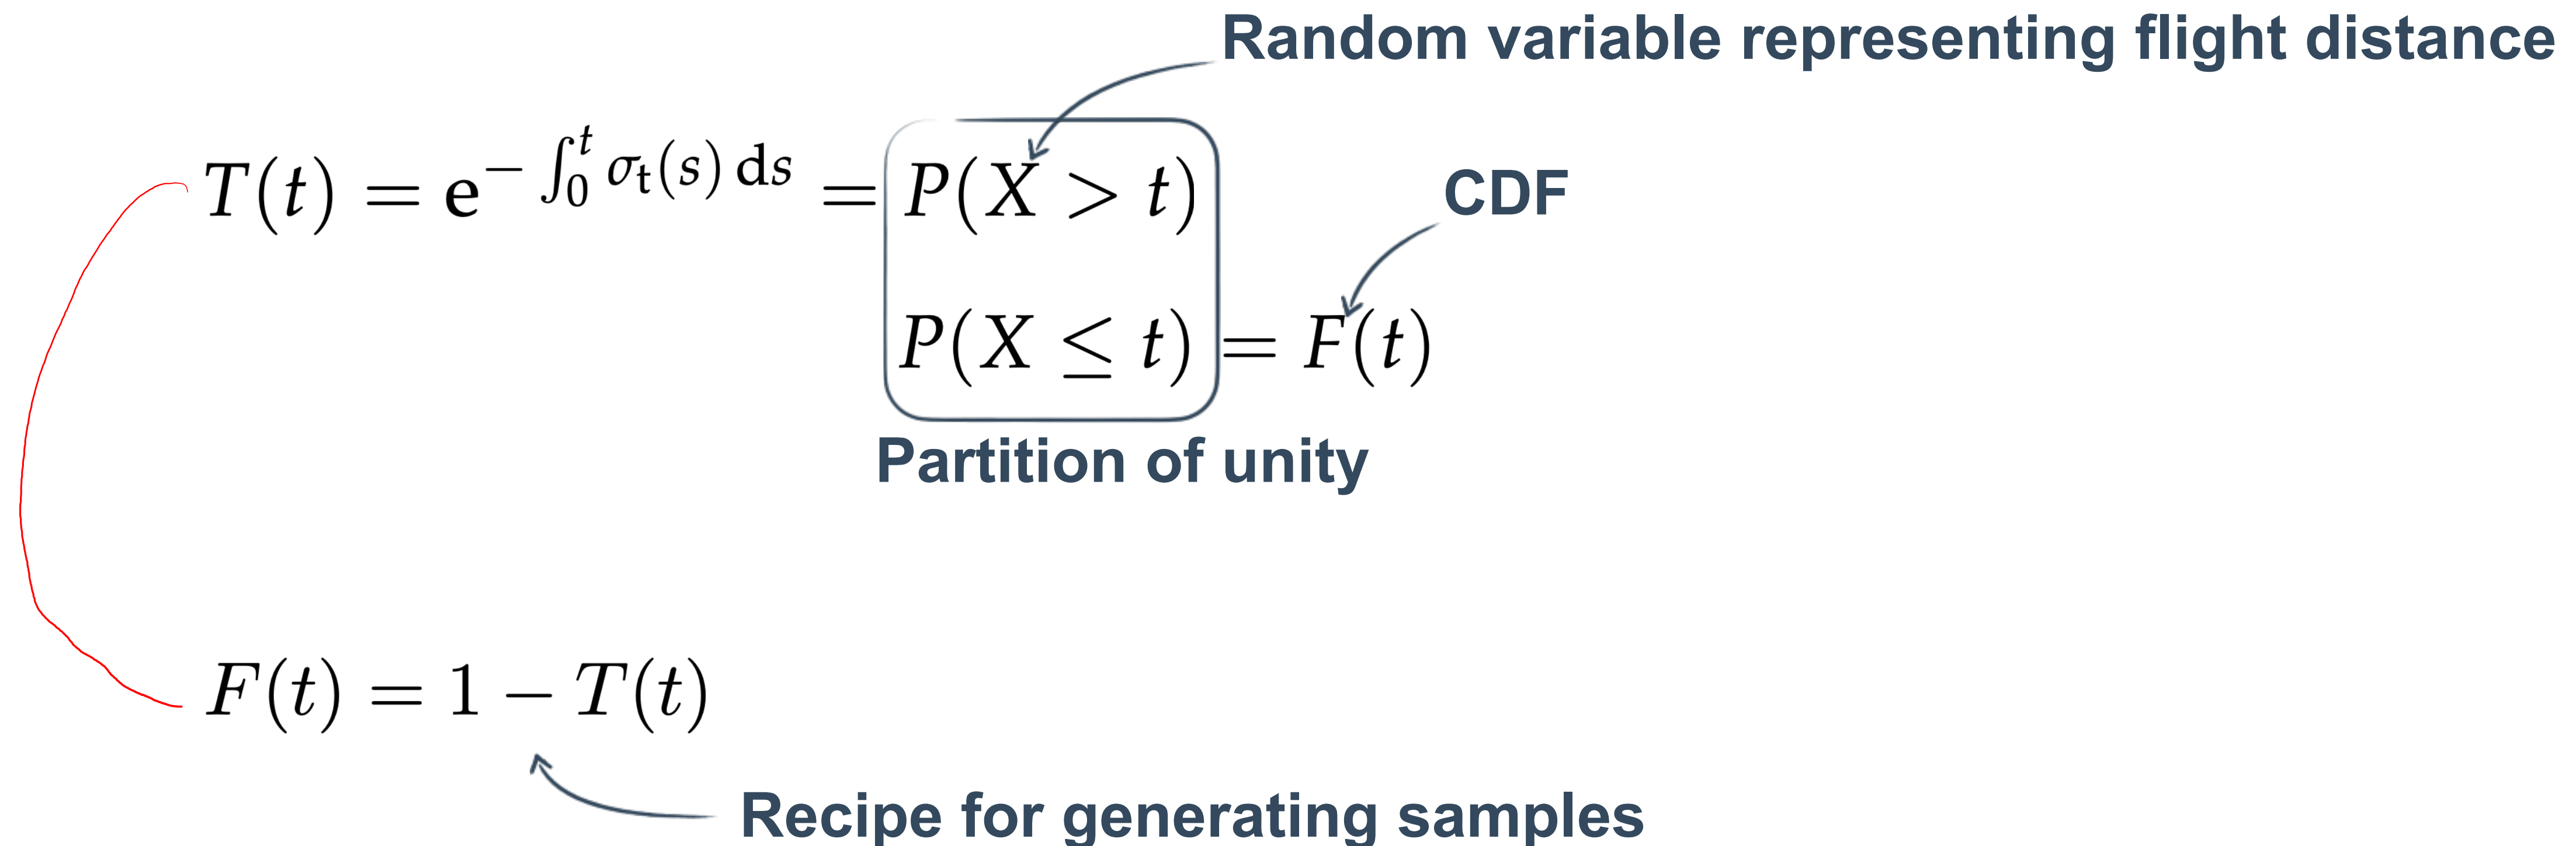 Random variable representing flight distance
T(t) = e^{-∫_0^t σ_t(s) ds} = P(X > t)
CDF
P(X ≤ t) = F(t)
Partition of unity
F(t) = 1 − T(t)
Recipe for generating samples